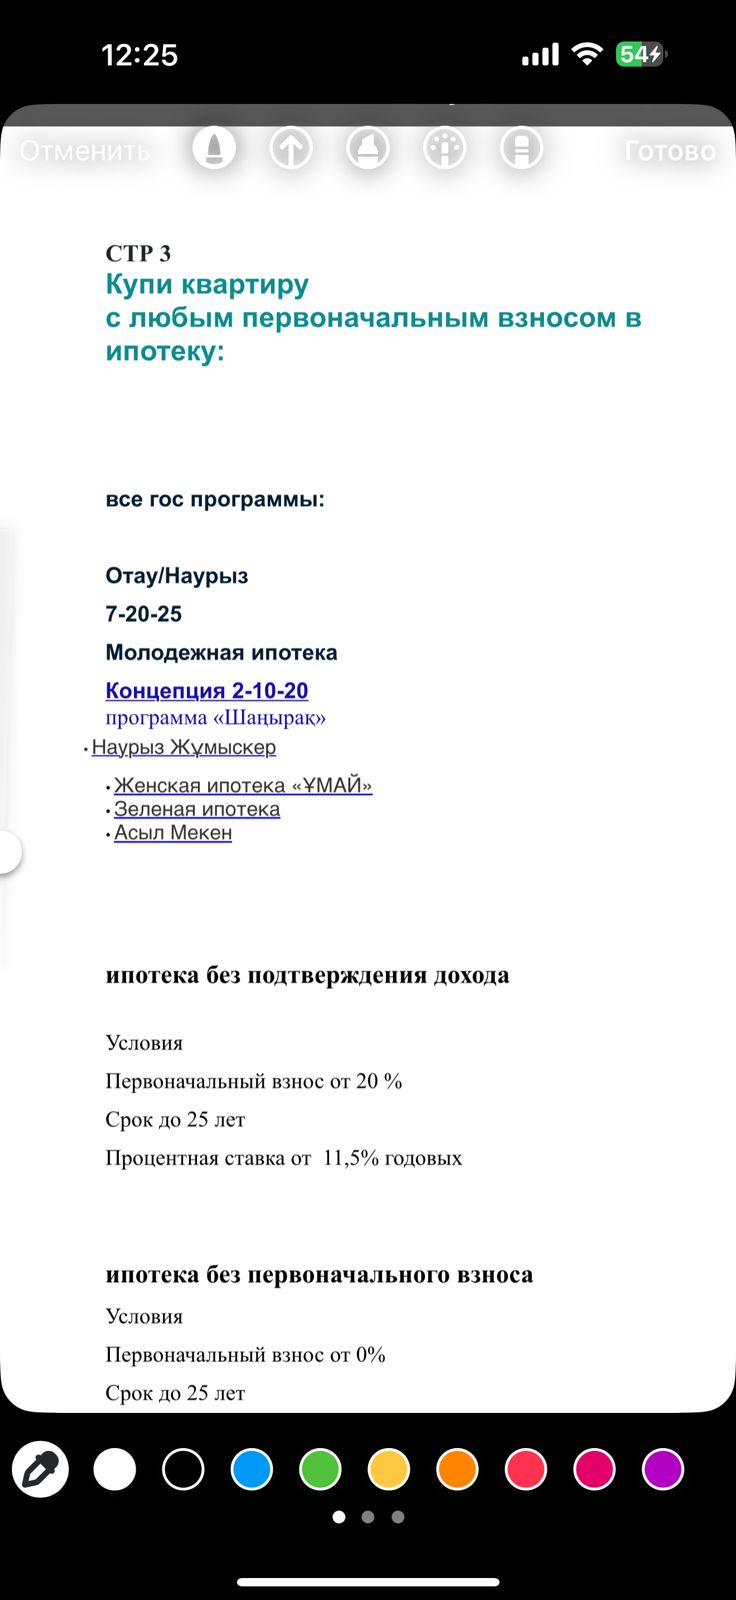 12:25
54
Отменить
Готово
СТР 3
Купи квартиру
с любым первоначальным взносом в
ипотеку:
все гос программы:
Отау/Наурыз
7-20-25
Молодежная ипотека
Концепция 2-10-20
программа «Шаңырақ»
• Наурыз Жұмыскер
• Женская ипотека «ҰМАЙ»
• Зеленая ипотека
• Асыл Мекен
ипотека без подтверждения дохода
Условия
Первоначальный взнос от 20 %
Срок до 25 лет
Процентная ставка от 11,5% годовых
ипотека без первоначального взноса
Условия
Первоначальный взнос от 0%
Срок до 25 лет